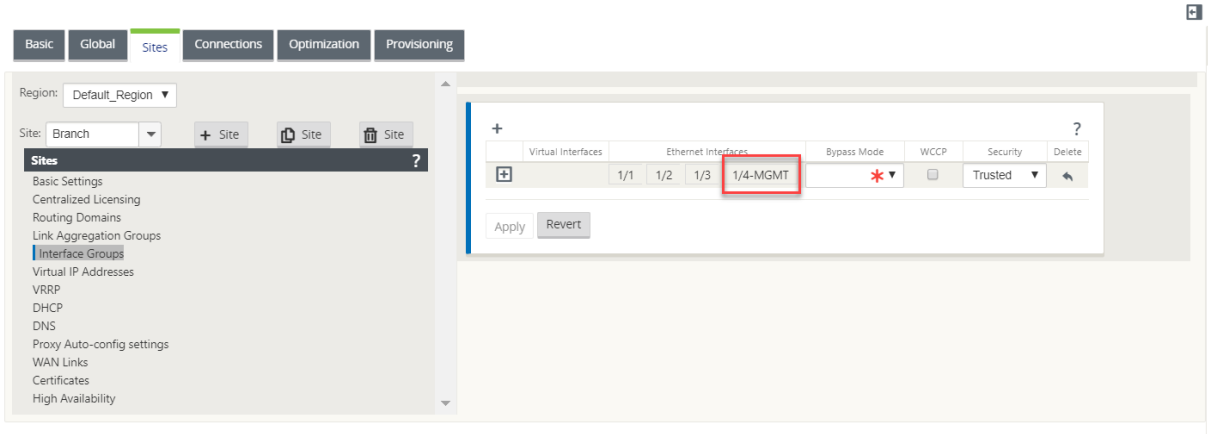 Basic Global Sites Connections Optimization Provisioning
Region: Default_Region
Site: Branch + Site Site Site
Sites ?
Basic Settings
Centralized Licensing
Routing Domains
Link Aggregation Groups
Interface Groups
Virtual IP Addresses
VRRP
DHCP
DNS
Proxy Auto-config settings
WAN Links
Certificates
High Availability
+ ?
Virtual Interfaces Ethernet Interfaces Bypass Mode WCCP Security Delete
1/1 1/2 1/3 1/4-MGMT Trusted
Apply Revert